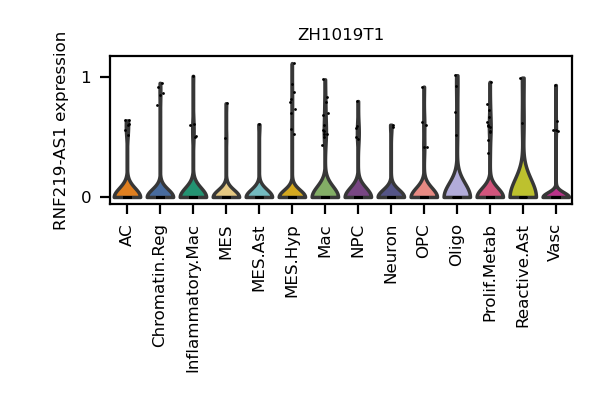 ZH1019T1
RNF219-AS1 expression
1
0
AC
Chromatin.Reg
Inflammatory.Mac
MES
MES.Ast
MES.Hyp
Mac
NPC
Neuron
OPC
Oligo
Prolif.Metab
Reactive.Ast
Vasc